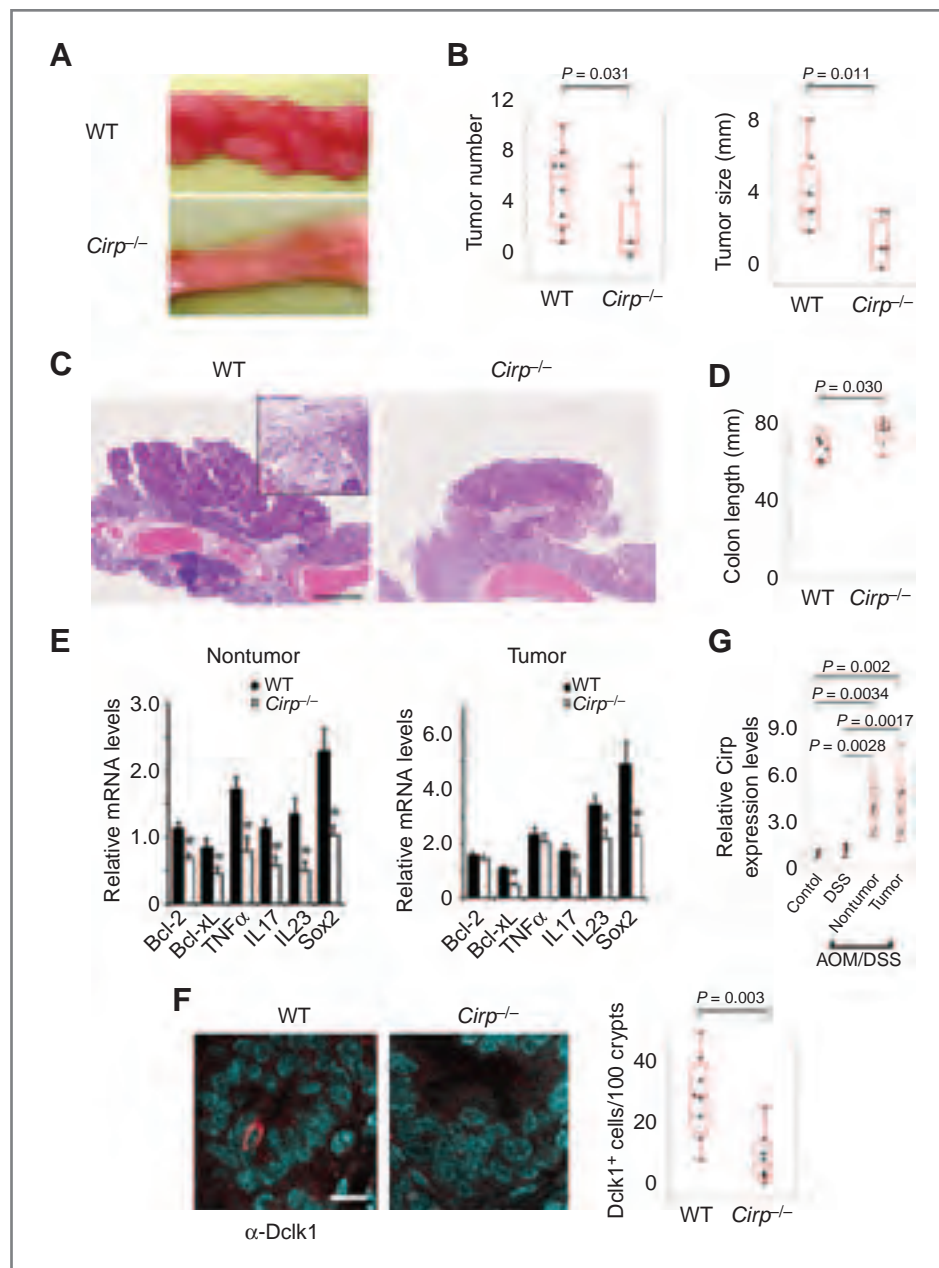 A
WT
Cirp–/–
B
P = 0.031
Tumor number
12
8
4
0
WT
Cirp–/–
P = 0.011
Tumor size (mm)
8
4
0
WT
Cirp–/–
C
WT
Cirp–/–
D
P = 0.030
Colon length (mm)
80
40
0
WT
Cirp–/–
E
Nontumor
WT
Cirp–/–
Relative mRNA levels
3.0
2.0
1.0
0
Bcl-2
Bcl-xL
TNFα
IL17
IL23
Sox2
Tumor
WT
Cirp–/–
Relative mRNA levels
6.0
4.0
2.0
0
Bcl-2
Bcl-xL
TNFα
IL17
IL23
Sox2
G
P = 0.002
P = 0.0034
P = 0.0017
P = 0.0028
Relative Cirp
expression levels
9.0
6.0
3.0
0
Contol
DSS
Nontumor
Tumor
AOM/DSS
F
WT
Cirp–/–
α-Dclk1
P = 0.003
Dclk1+ cells/100 crypts
40
20
0
WT
Cirp–/–